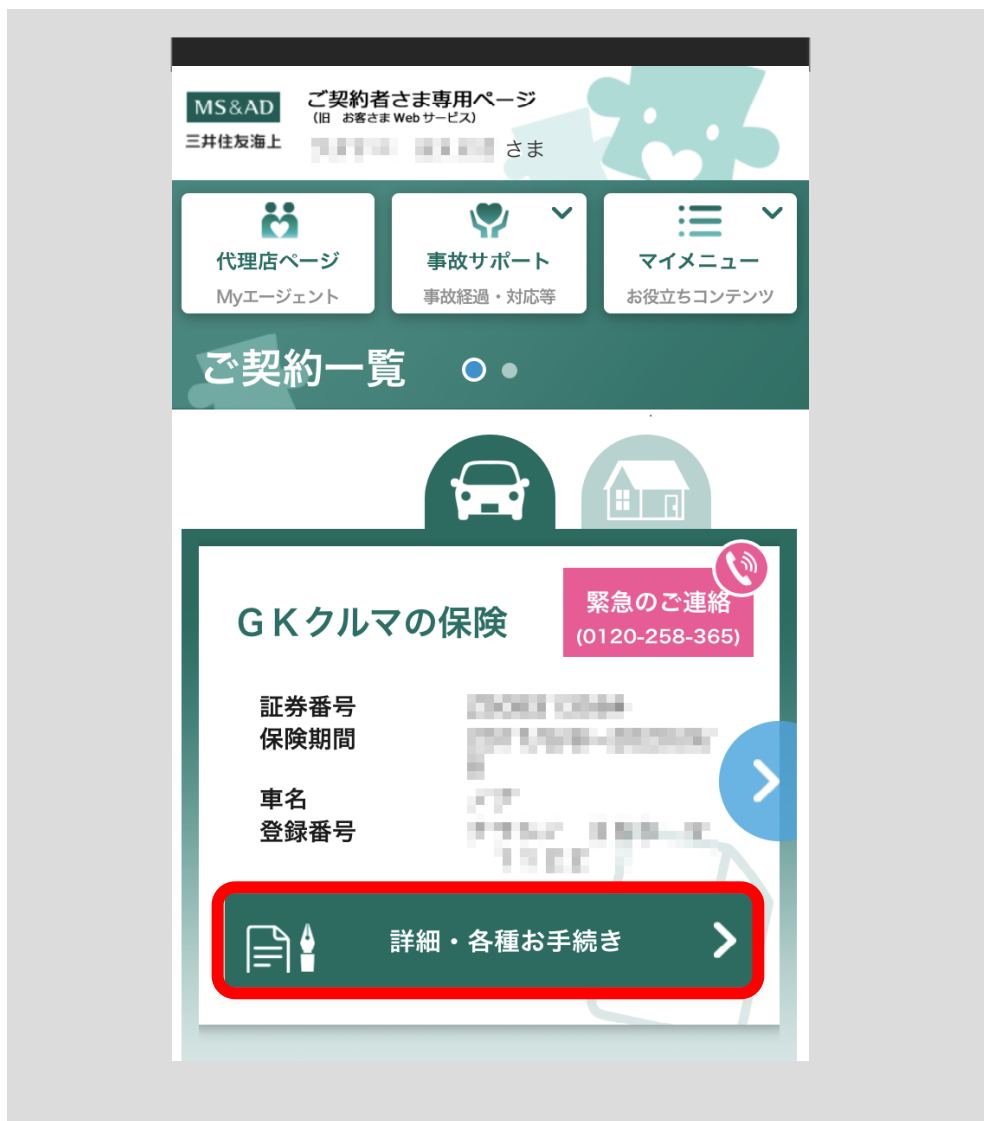 MS&AD
三井住友海上
ご契約者さま専用ページ
(旧 お客さま Web サービス)
さま
代理店ページ
Myエージェント
事故サポート
事故経過・対応等
マイメニュー
お役立ちコンテンツ
ご契約一覧
GKクルマの保険
緊急のご連絡
(0120-258-365)
証券番号
保険期間
車名
登録番号
詳細・各種お手続き